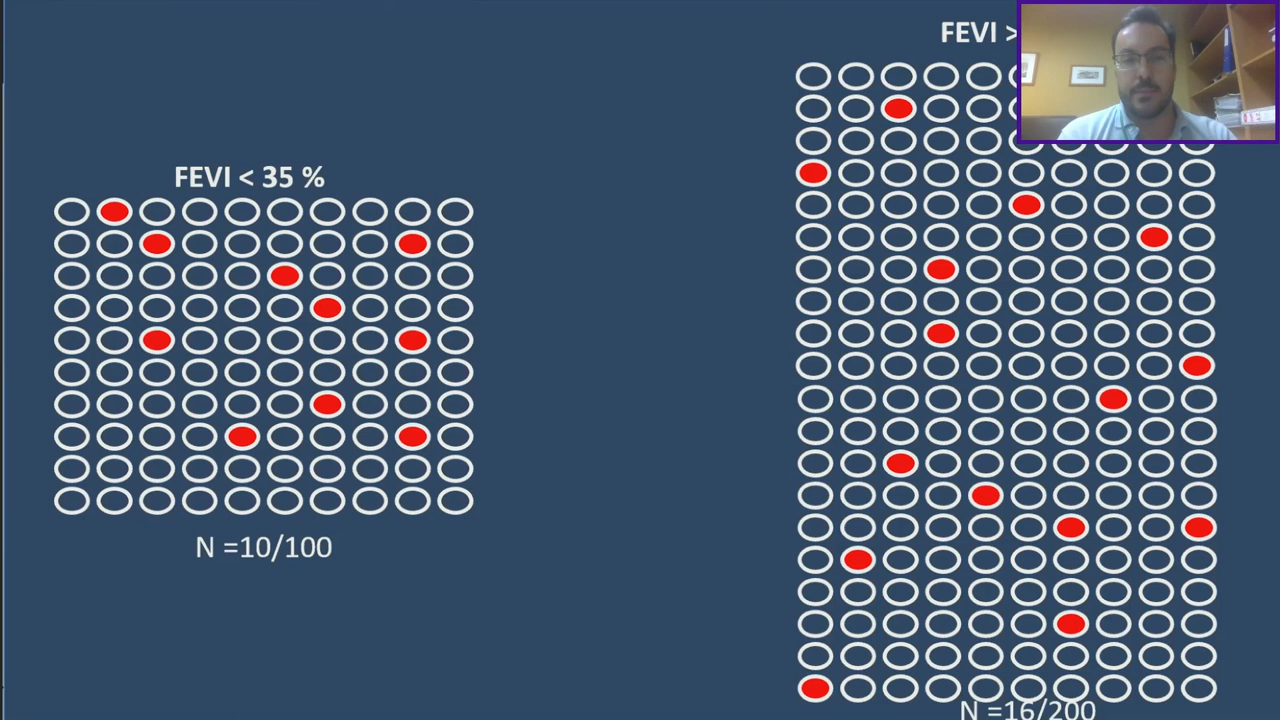 FEVI >
FEVI < 35 %
N =10/100
N =16/200